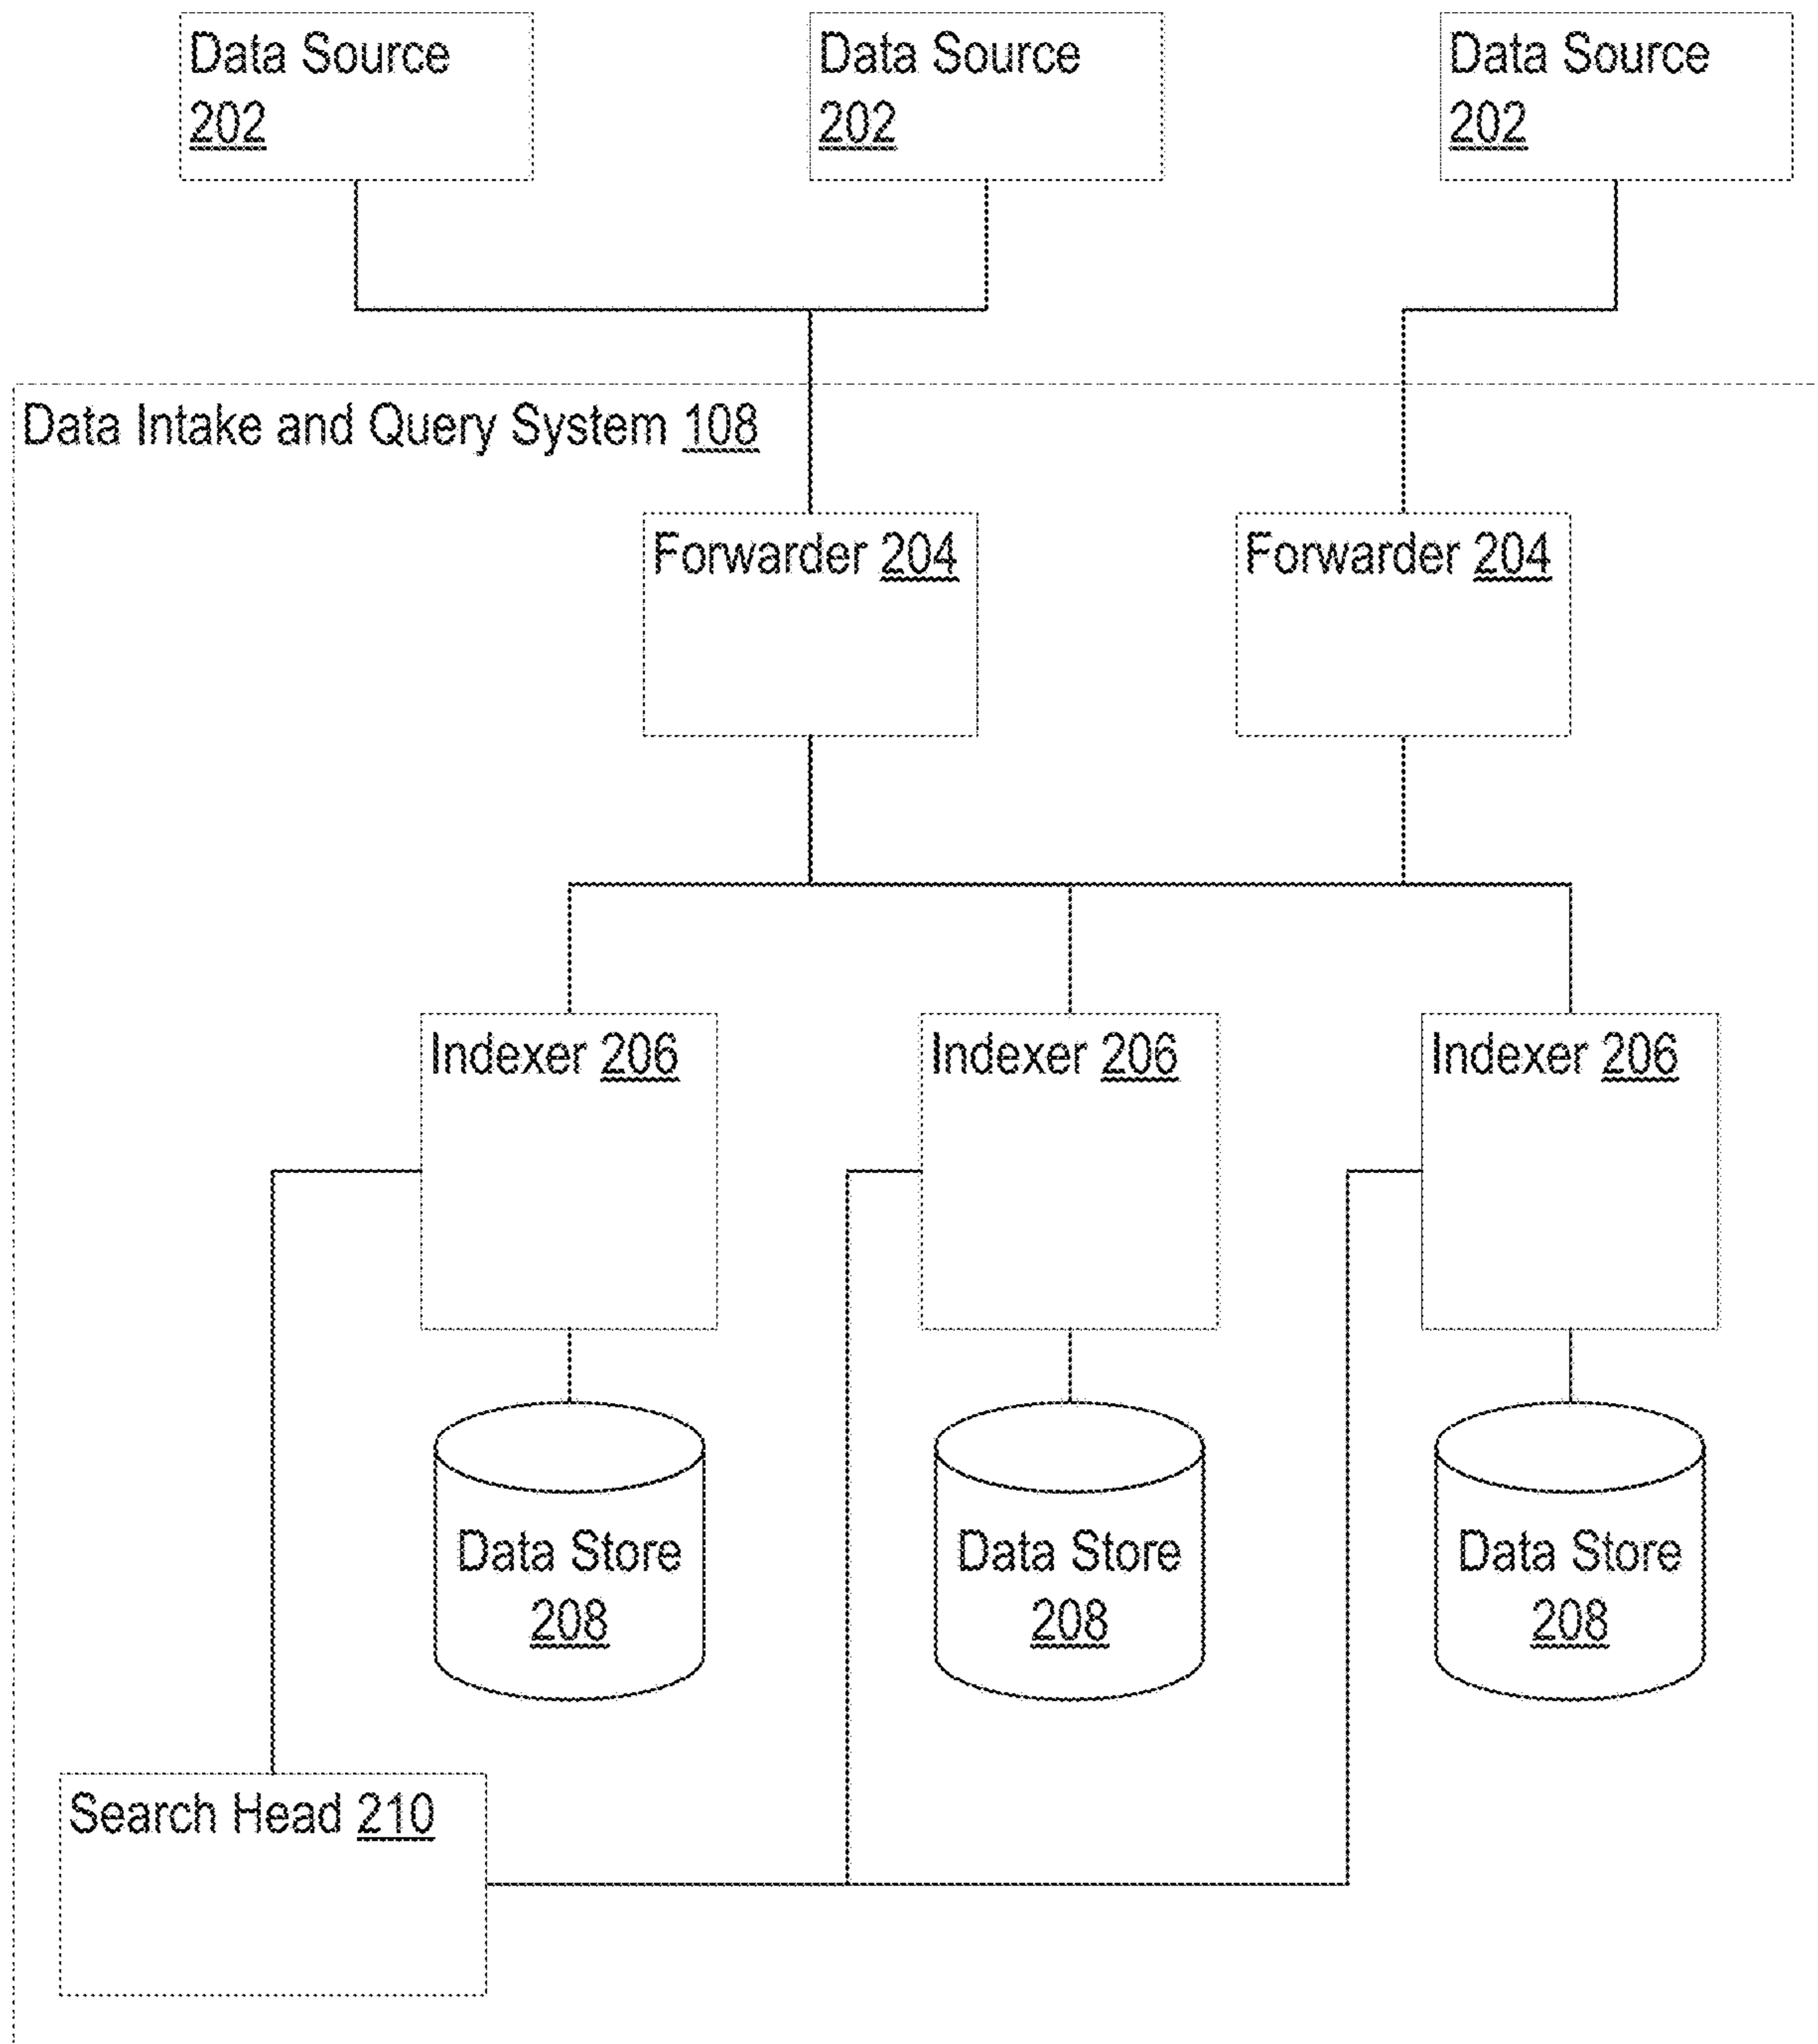 Data Source
202
Data Source
202
Data Source
202
Data Intake and Query System 108
Forwarder 204
Forwarder 204
Indexer 206
Indexer 206
Indexer 206
Data Store
208
Data Store
208
Data Store
208
Search Head 210